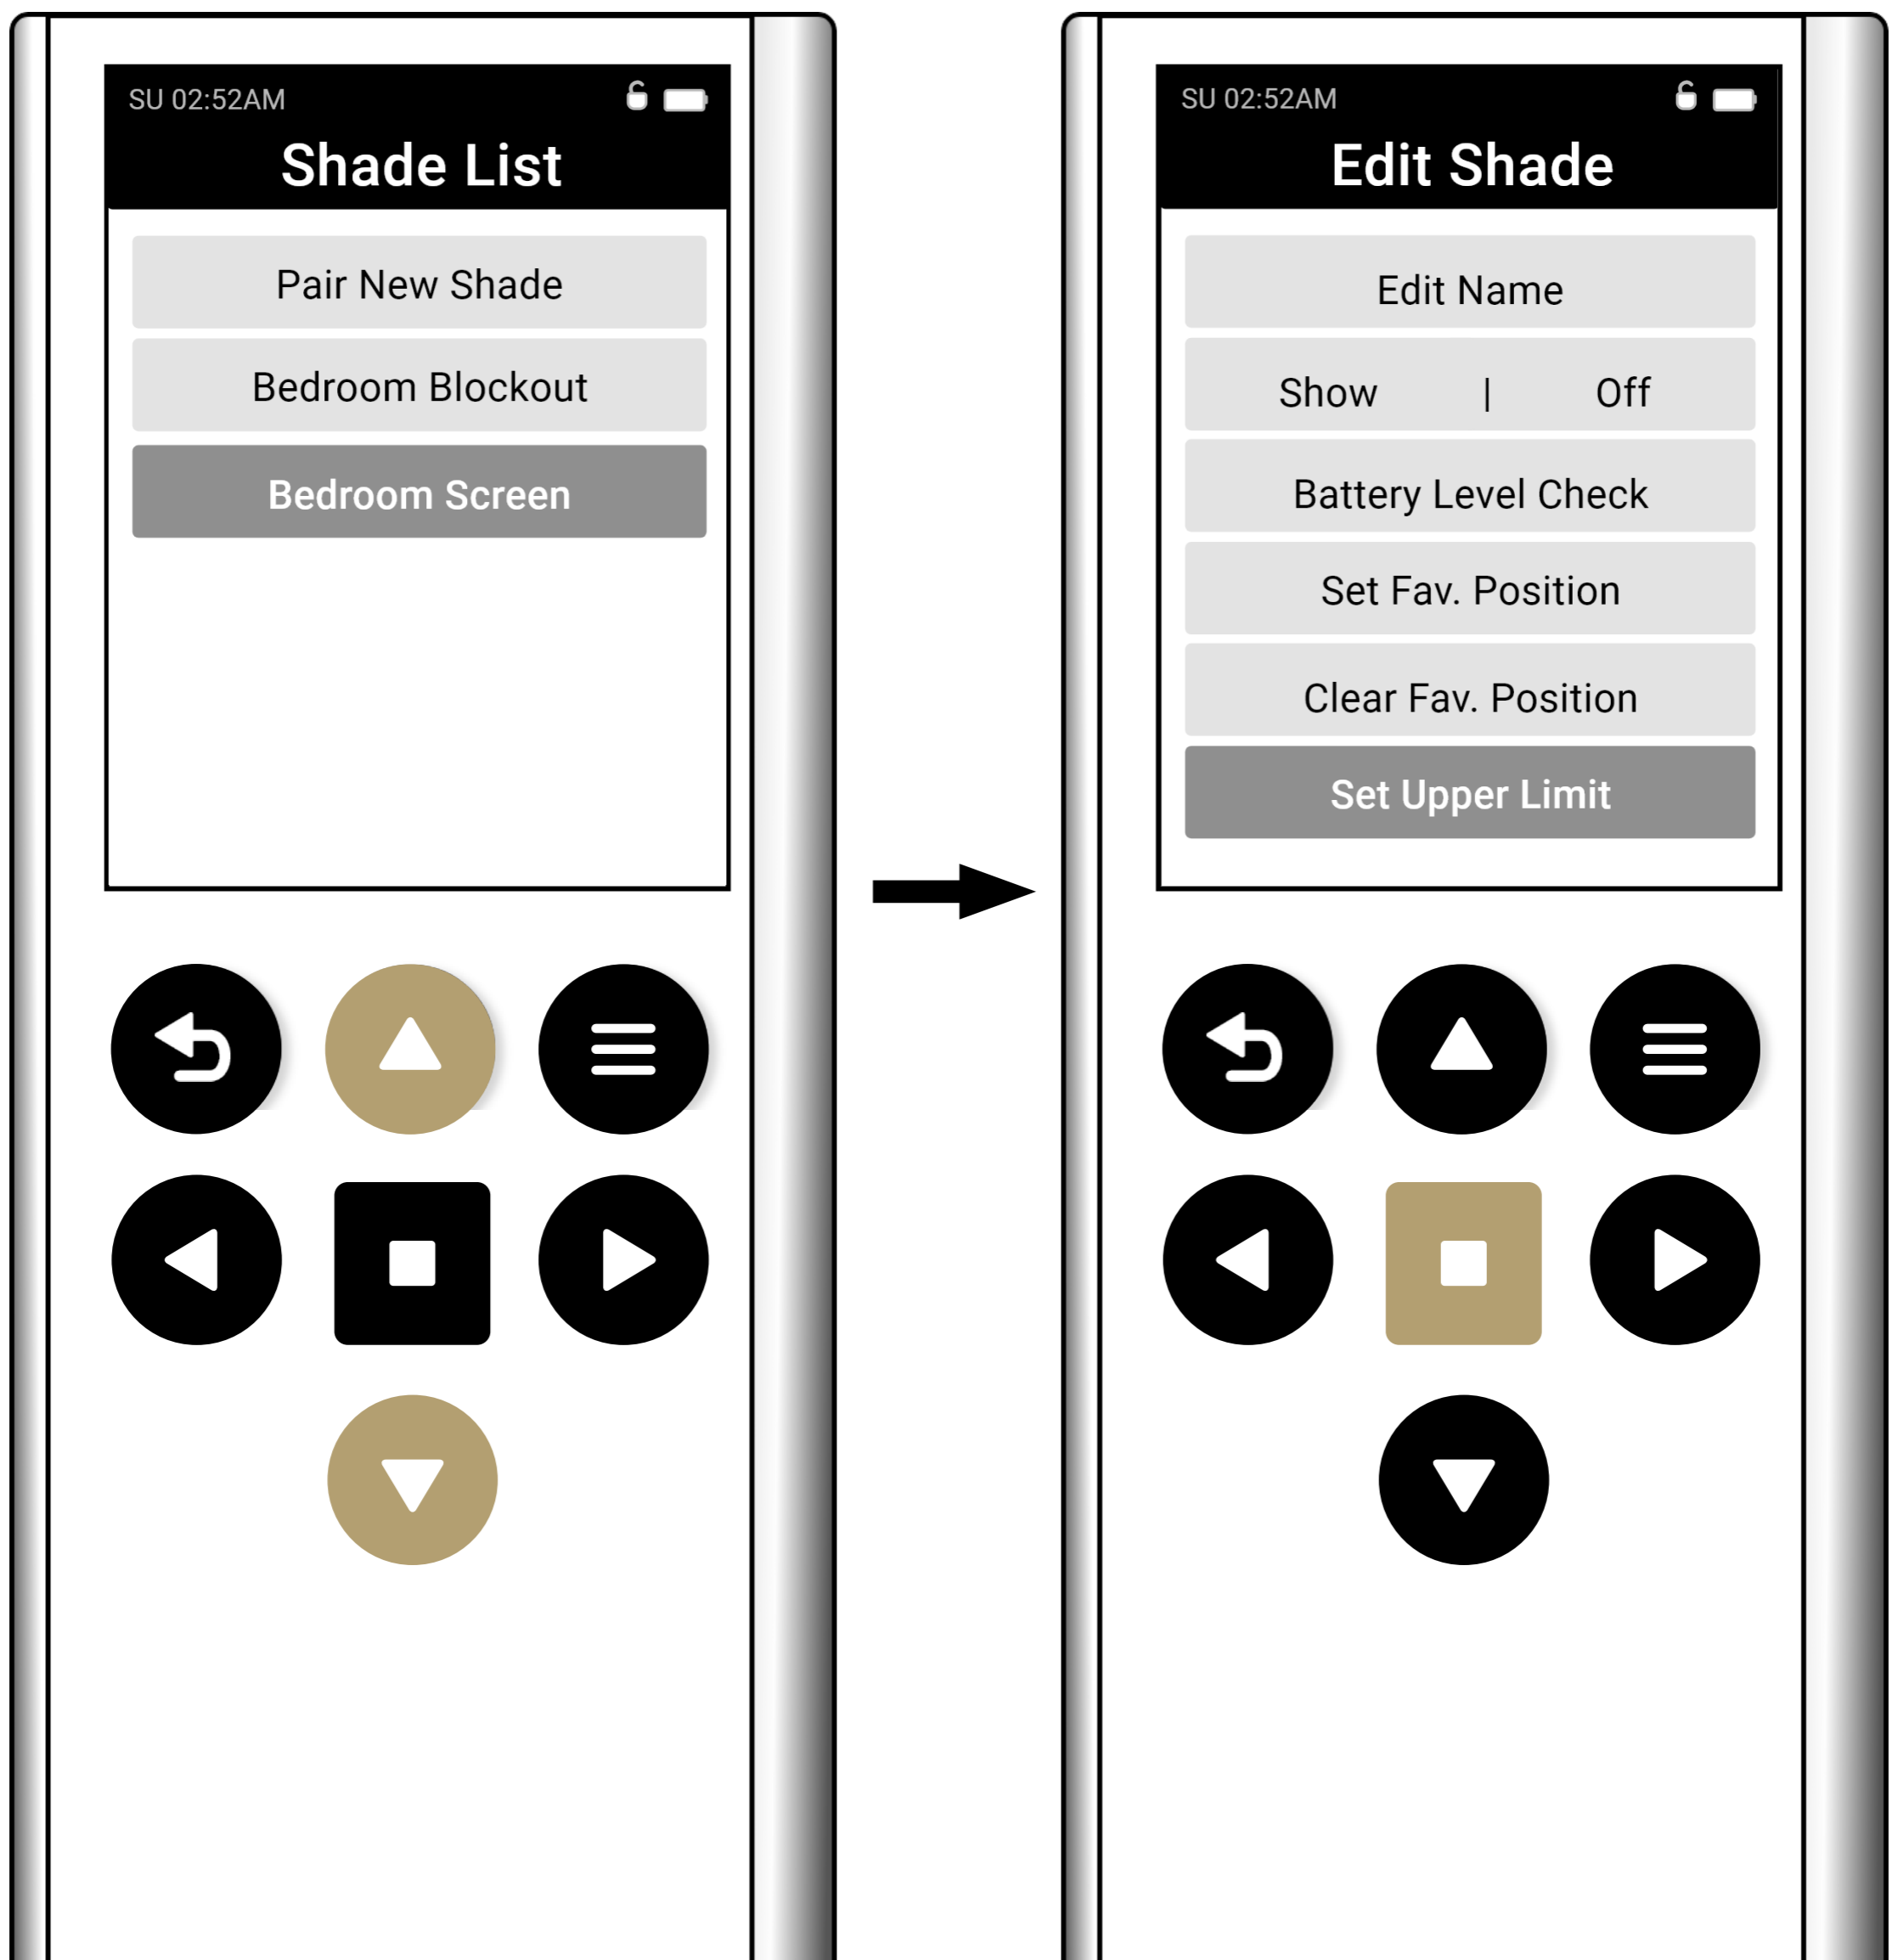 SU 02:52AM
Shade List
Pair New Shade
Bedroom Blockout
Bedroom Screen
SU 02:52AM
Edit Shade
Edit Name
Show | Off
Battery Level Check
Set Fav. Position
Clear Fav. Position
Set Upper Limit